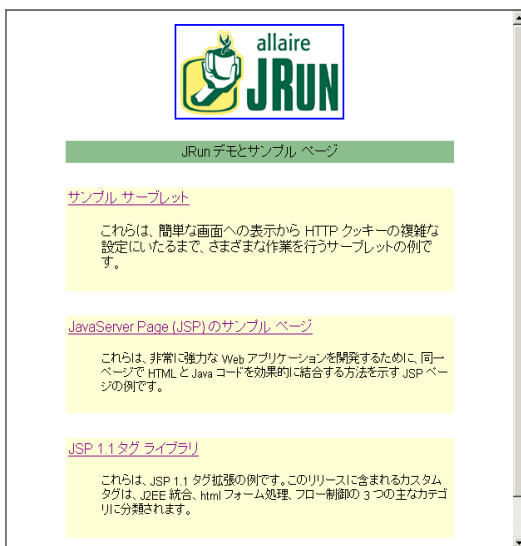 allaire
JRUN
JRun デモとサンプル ページ
サンプル サーブレット
これらは、簡単な画面への表示から HTTP クッキーの複雑な
設定にいたるまで、さまざまな作業を行うサーブレットの例で
す。
JavaServer Page (JSP) のサンプル ページ
これらは、非常に強力な Web アプリケーションを開発するために、同一
ページで HTML と Java コードを効果的に結合する方法を示す JSP ペー
ジの例です。
JSP 1.1 タグ ライブラリ
これらは、JSP 1.1 タグ拡張の例です。このリリースに含まれるカスタム
タグは、J2EE 統合、html フォーム処理、フロー制御の 3 つの主なカテゴ
リに分類されます。